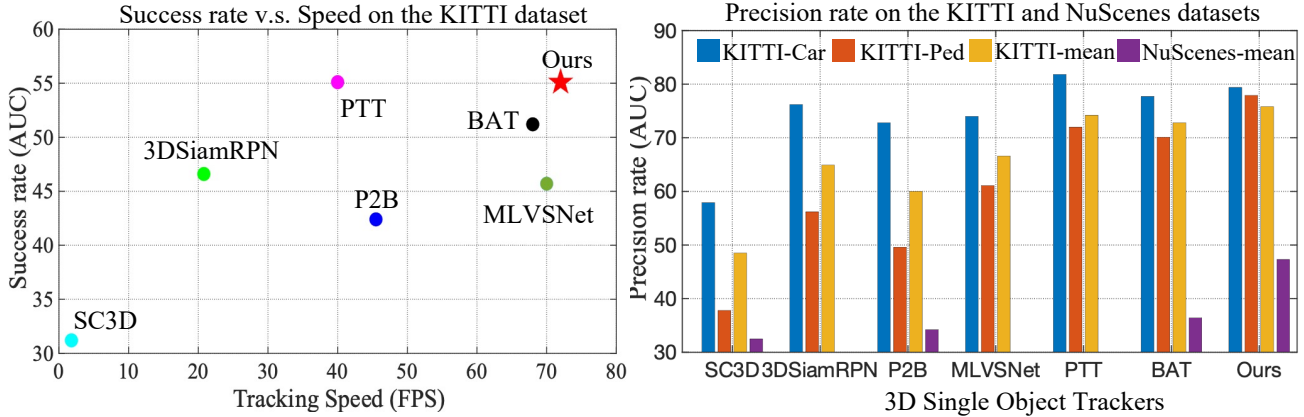 Success rate v.s. Speed on the KITTI dataset
60
55
50
45
40
35
30
0 10 20 30 40 50 60 70 80
Success rate (AUC)
Tracking Speed (FPS)
Ours
PTT
BAT
3DSiamRPN
P2B
MLVSNet
SC3D
Precision rate on the KITTI and NuScenes datasets
KITTI-Car KITTI-Ped KITTI-mean NuScenes-mean
90
80
70
60
50
40
30
Precision rate (AUC)
SC3D 3DSiamRPN P2B MLVSNet PTT BAT Ours
3D Single Object Trackers